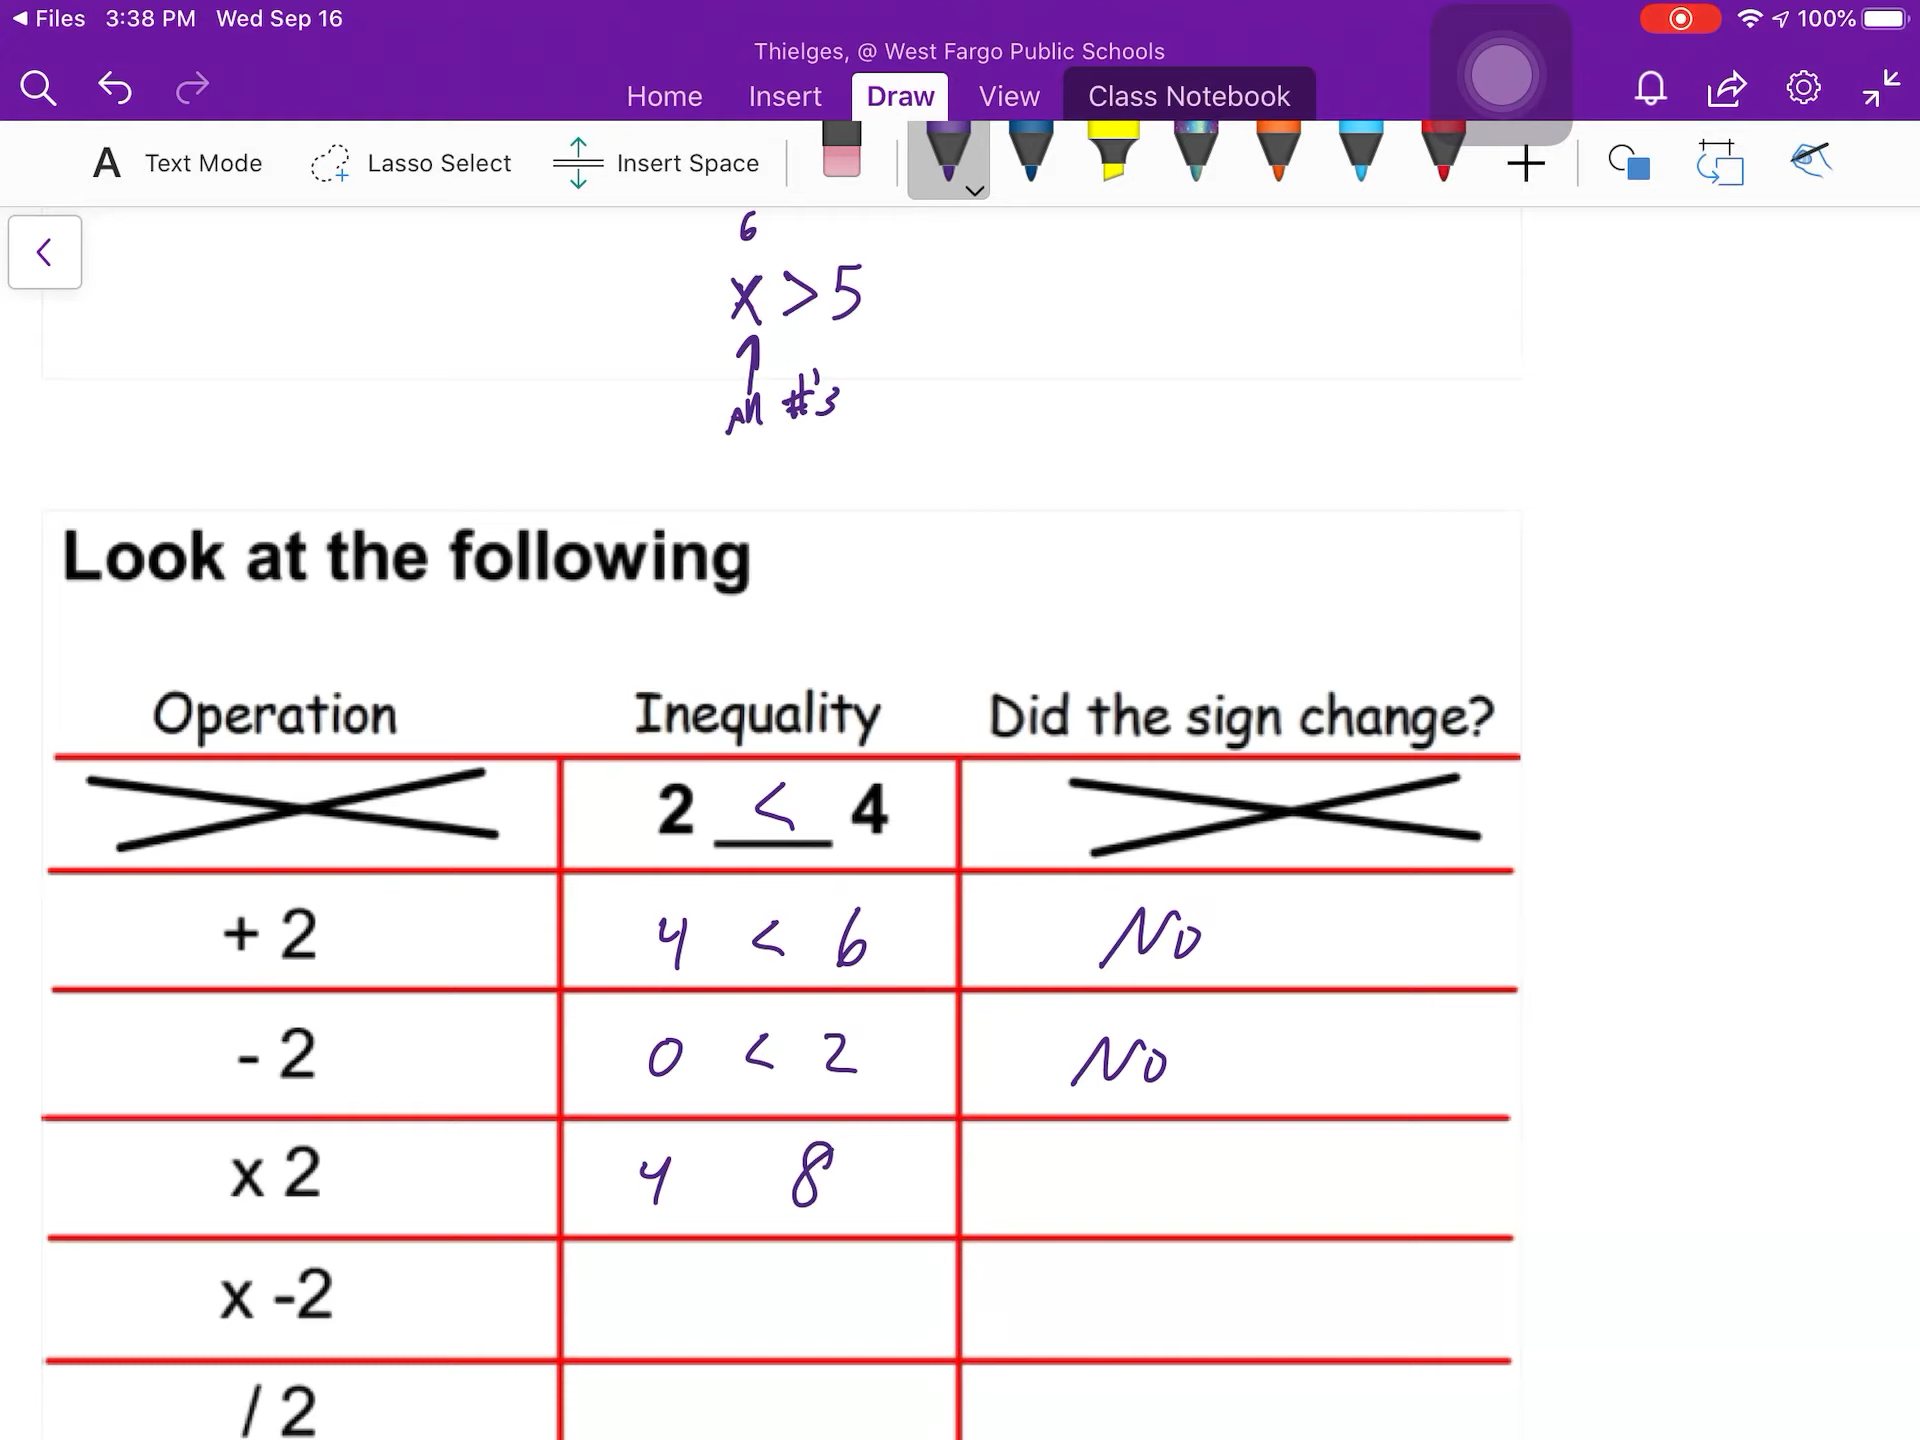 Files 3:38 PM Wed Sep 16 100%
Thielges, @ West Fargo Public Schools
Home Insert Draw View Class Notebook
A Text Mode Lasso Select Insert Space
6
x > 5
All #'s
Look at the following
Operation Inequality Did the sign change?
2 < 4
+ 2 4 < 6 No
- 2 0 < 2 No
x 2 4 8
x -2
/ 2